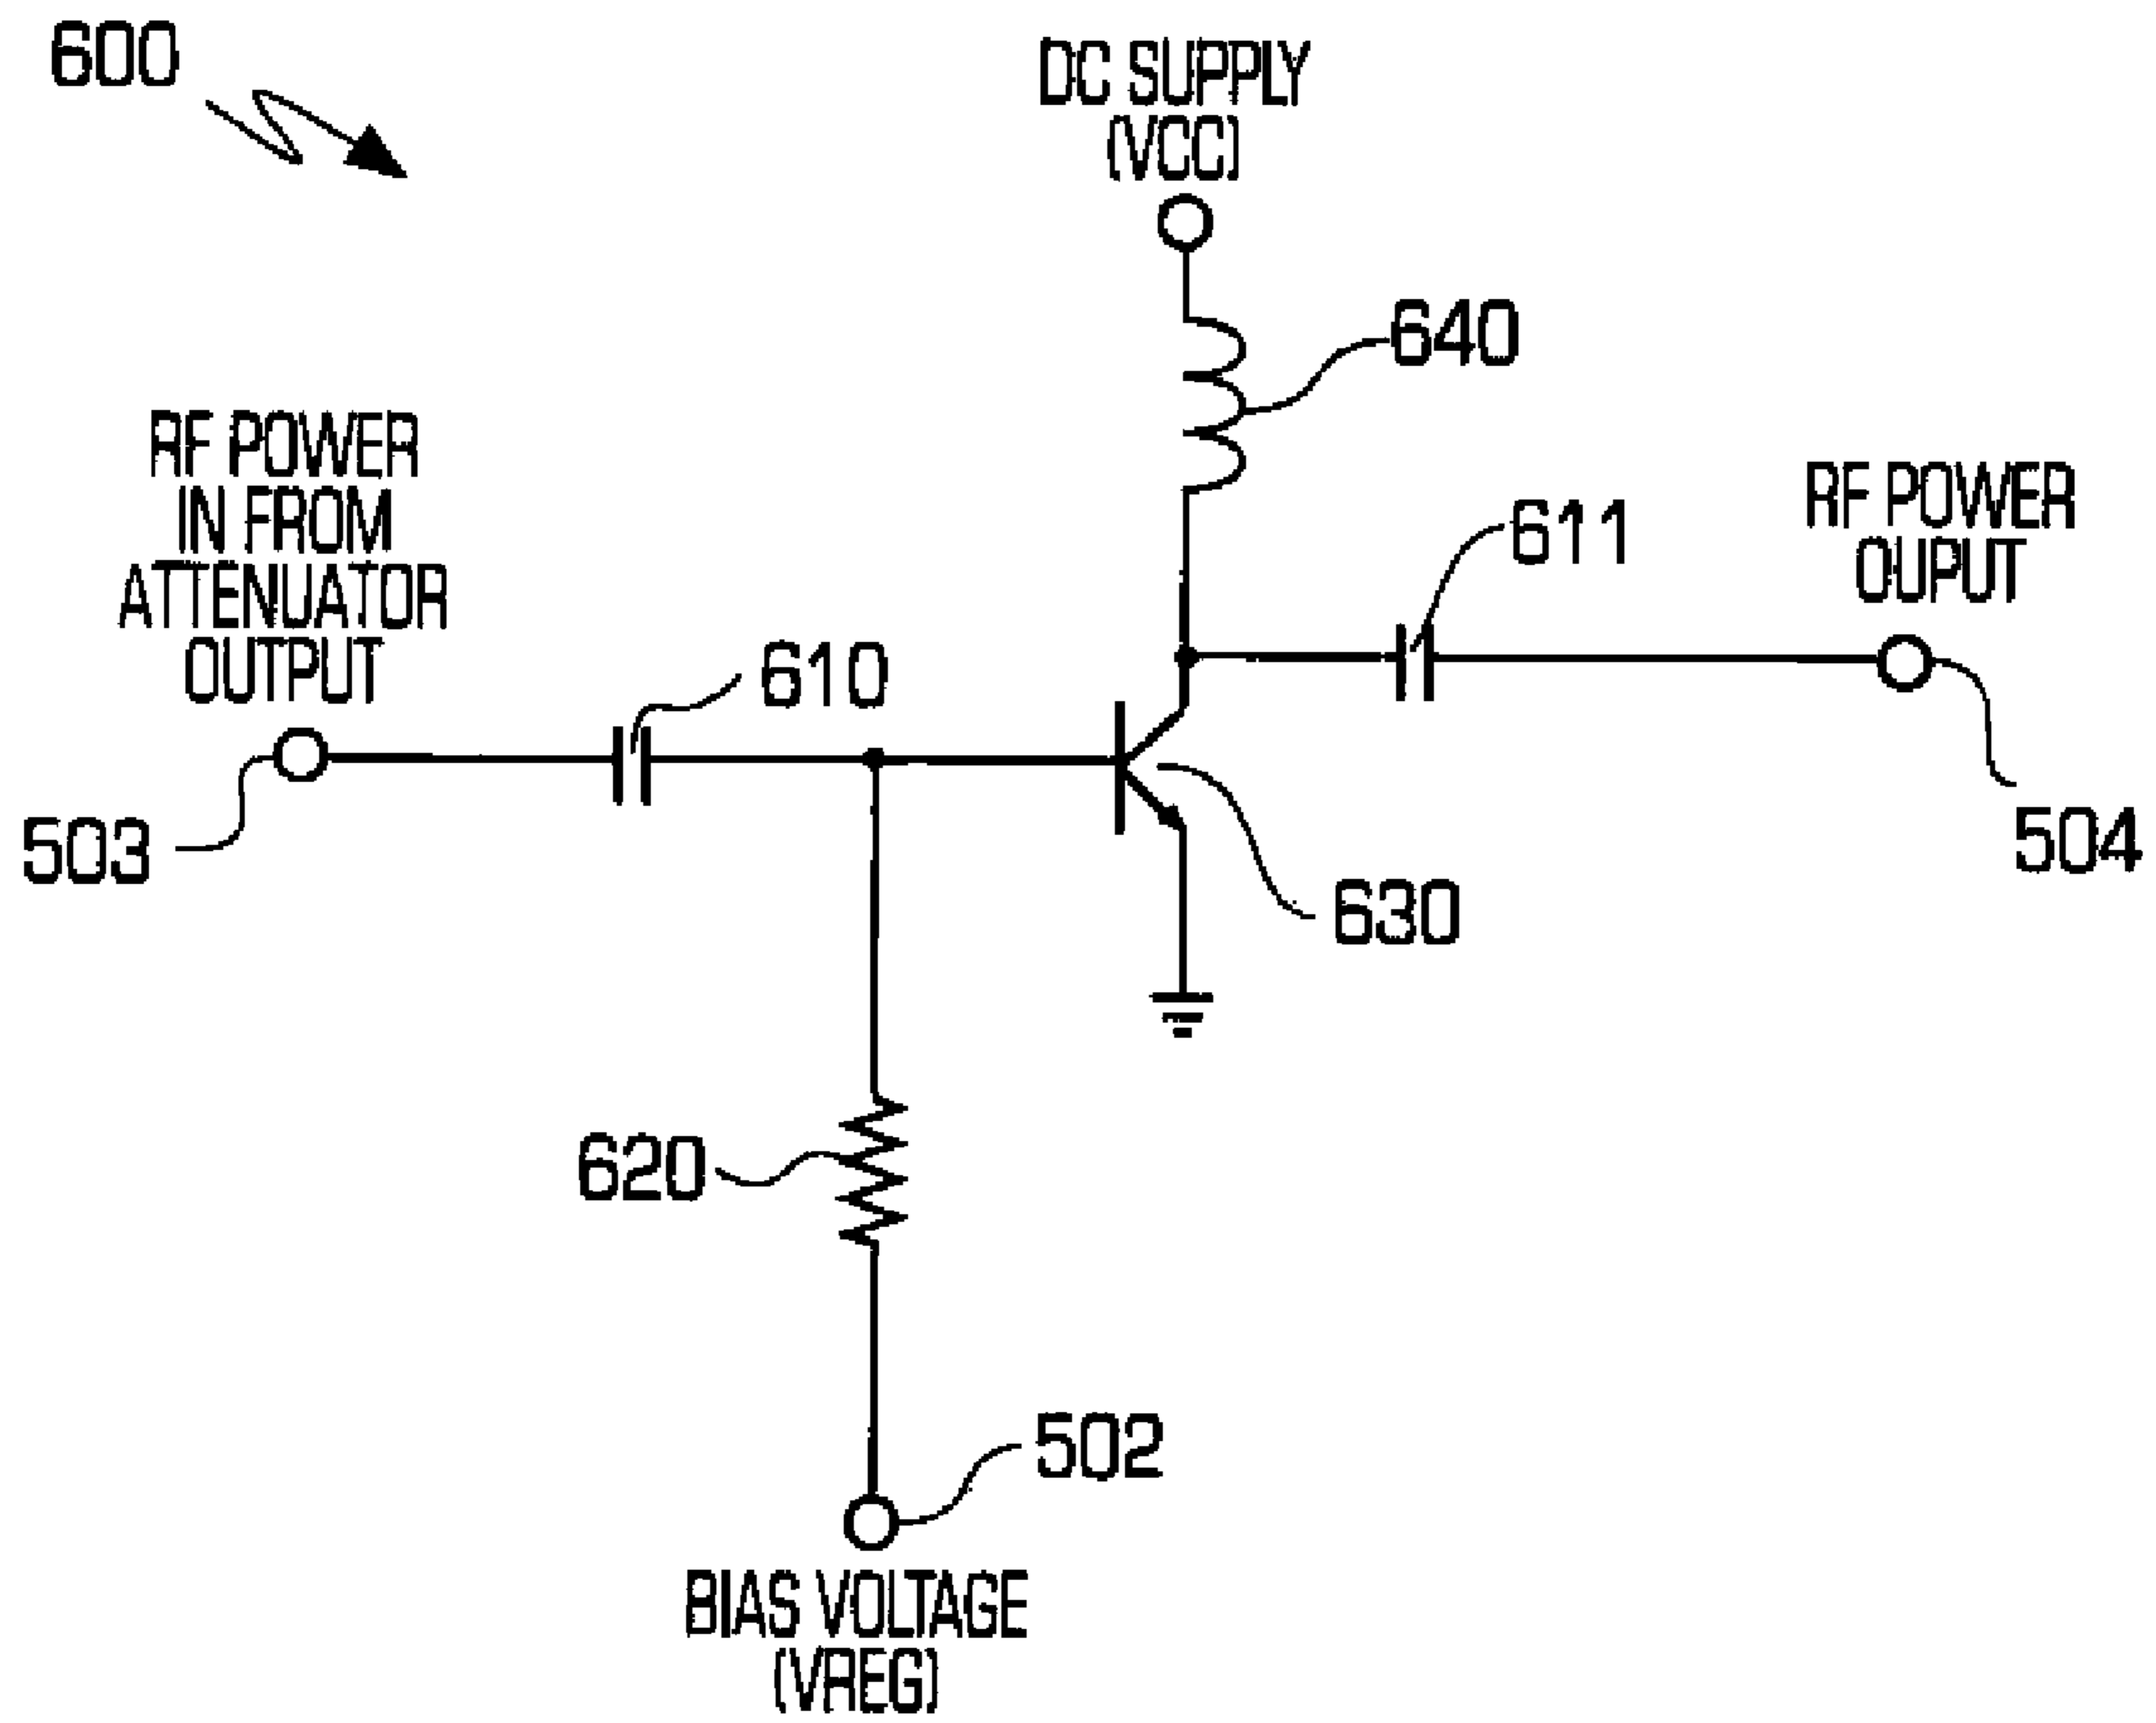 600
DC SUPPLY
(VCC)
640
RF POWER
IN FROM
ATTENUATOR
OUTPUT
611
RF POWER
OUPUT
610
503
504
630
620
502
BIAS VOLTAGE
(VREG)